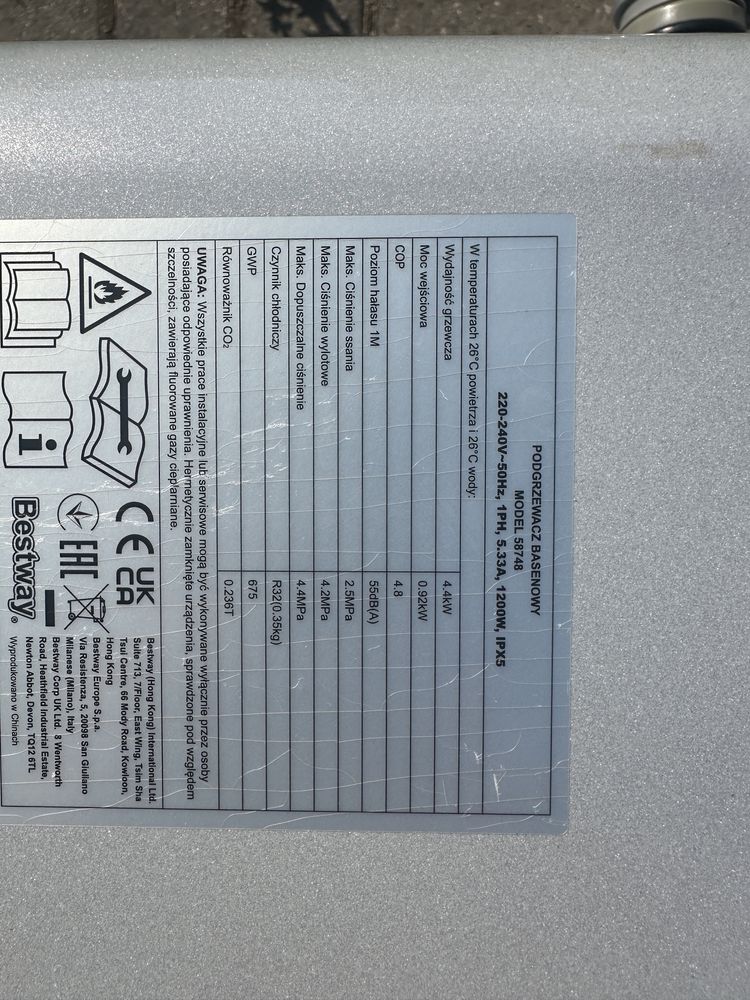 PODGRZEWACZ BASENOWY
MODEL 58748
220-240V~50Hz, 1PH, 5.33A, 1200W, IPX5
W temperaturach 26°C powietrza i 26°C wody:
Wydajność grzewcza 4.4kW
Moc wejściowa 0.92kW
COP 4.8
Poziom hałasu 1M 55dB(A)
Maks. Ciśnienie ssania 2.5MPa
Maks. Ciśnienie wylotowe 4.2MPa
Maks. Dopuszczalne ciśnienie 4.4MPa
Czynnik chłodniczy R32(0.35kg)
GWP 675
Równoważnik CO₂ 0.236T
UWAGA: Wszystkie prace instalacyjne lub serwisowe mogą być wykonywane wyłącznie przez osoby
posiadające odpowiednie uprawnienia. Hermetycznie zamknięte urządzenia, sprawdzone pod względem
szczelności, zawierają fluorowane gazy cieplarniane.
CE
UK
CA
EAC
i
Bestway®
Bestway (Hong Kong) International Ltd.
Suite 713, 7/Floor, East Wing, Tsim Sha
Tsui Centre, 66 Mody Road, Kowloon,
Hong Kong
Bestway Europe S.p.a.
Via Resistenza, 5, 20098 San Giuliano
Milanese (Milano), Italy
Bestway Corp UK Ltd. 8 Wentworth
Road, Heathfield Industrial Estate,
Newton Abbot, Devon, TQ12 6TL
Wyprodukowano w Chinach